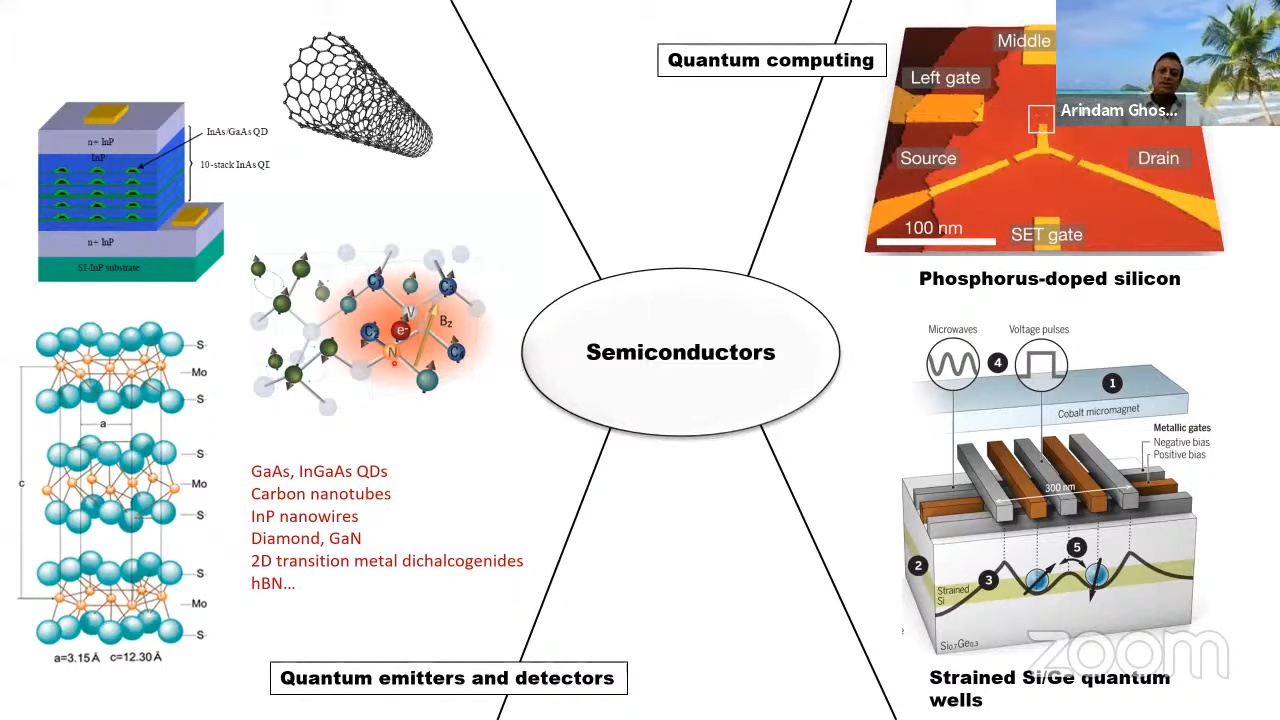 Quantum computing
Middle
Left gate
Source
Drain
100 nm
SET gate
Arindam Ghos...
Phosphorus-doped silicon
n+ InP
InP
InAs/GaAs QD
10-stack InAs QI
n+ InP
SI-InP substrate
C₁
C₃
V
C₂
e-
Bz
N
Semiconductors
S
Mo
S
a
S
c
Mo
S
S
Mo
S
a=3.15Å c=12.30Å
GaAs, InGaAs QDs
Carbon nanotubes
InP nanowires
Diamond, GaN
2D transition metal dichalcogenides
hBN...
Quantum emitters and detectors
Microwaves
Voltage pulses
4
1
Cobalt micromagnet
Metallic gates
Negative bias
Positive bias
300 nm
5
2
3
Strained
Si
Si₀.₇Ge₀.₃
zoom
Strained Si/Ge quantum
wells